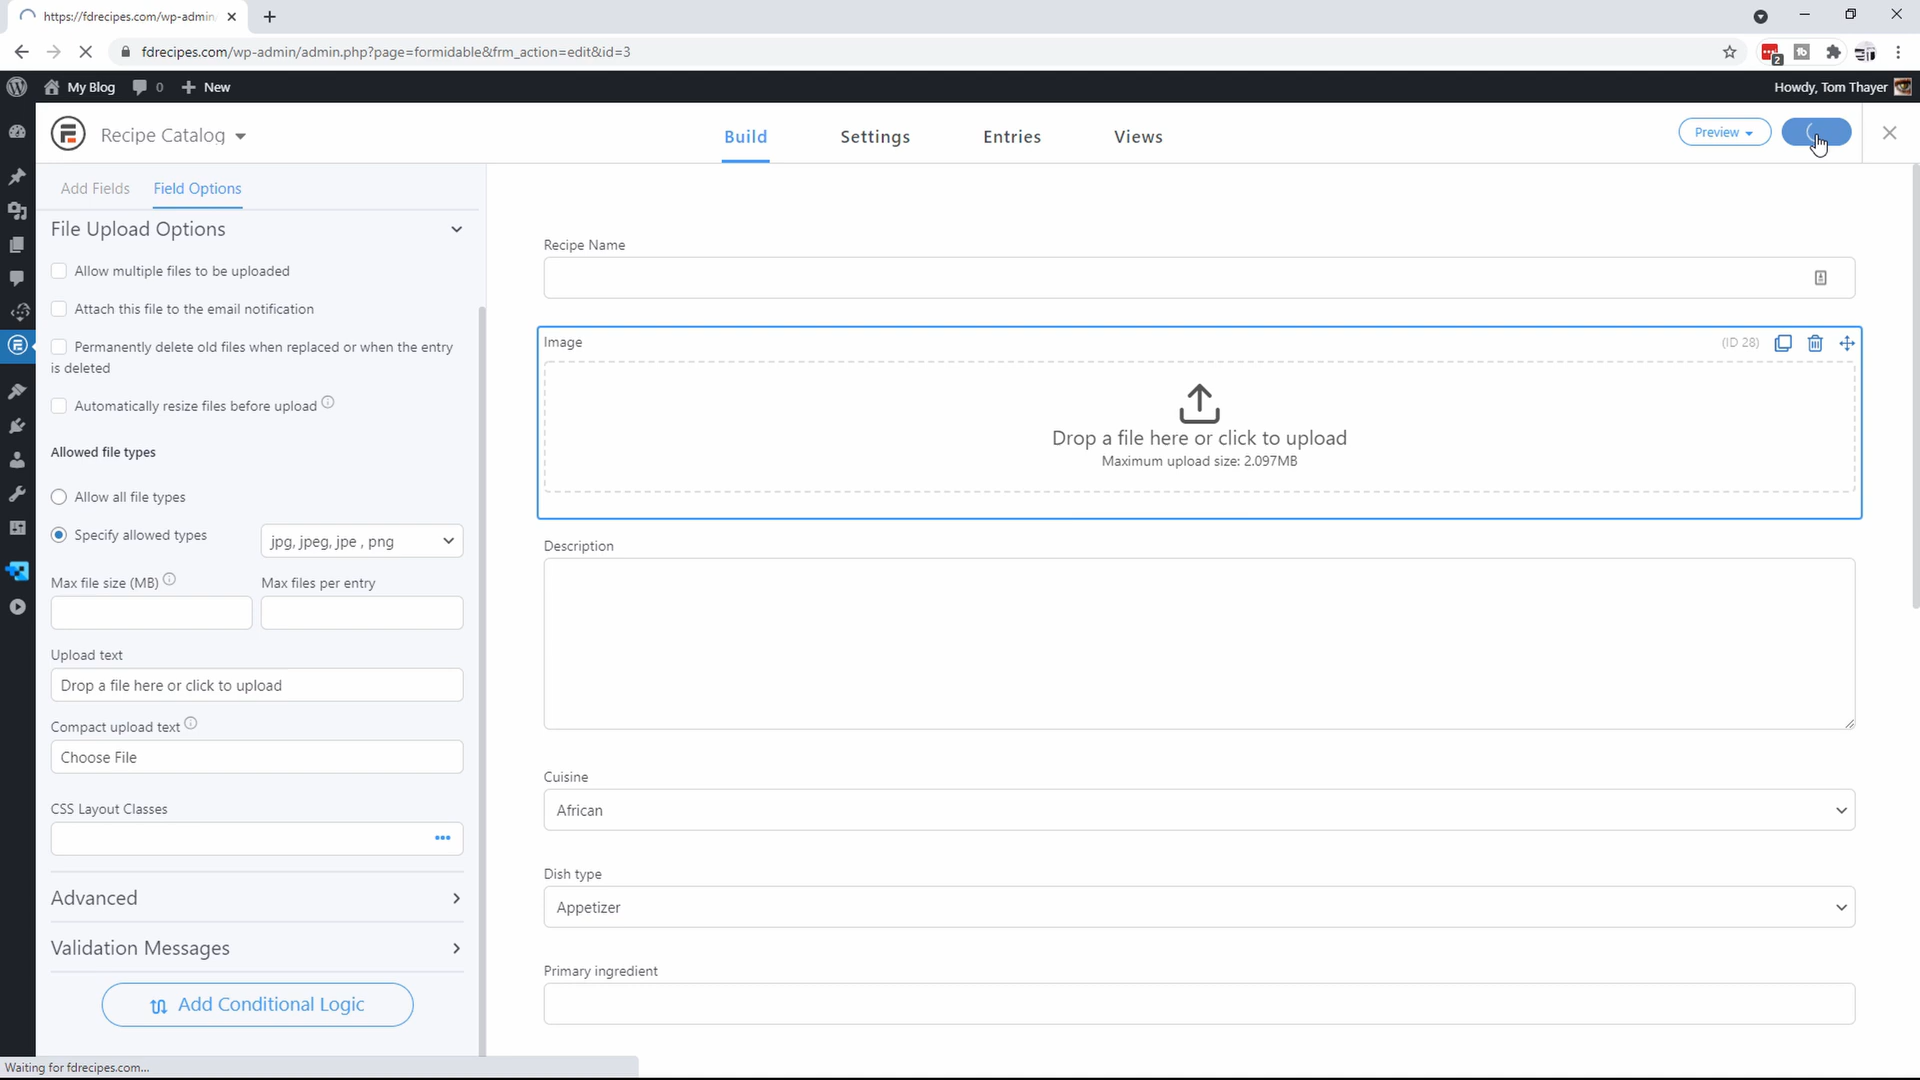 https://fdrecipes.com/wp-admin/
fdrecipes.com/wp-admin/admin.php?page=formidable&frm_action=edit&id=3
2
My Blog
0
New
Howdy, Tom Thayer
Recipe Catalog
Build
Settings
Entries
Views
Preview
Add Fields
Field Options
File Upload Options
Allow multiple files to be uploaded
Attach this file to the email notification
Permanently delete old files when replaced or when the entry
is deleted
Automatically resize files before upload
Allowed file types
Allow all file types
Specify allowed types
jpg, jpeg, jpe , png
Max file size (MB)
Max files per entry
Upload text
Drop a file here or click to upload
Compact upload text
Choose File
CSS Layout Classes
Advanced
Validation Messages
Add Conditional Logic
Recipe Name
Image
(ID 28)
Drop a file here or click to upload
Maximum upload size: 2.097MB
Description
Cuisine
African
Dish type
Appetizer
Primary ingredient
Waiting for fdrecipes.com...